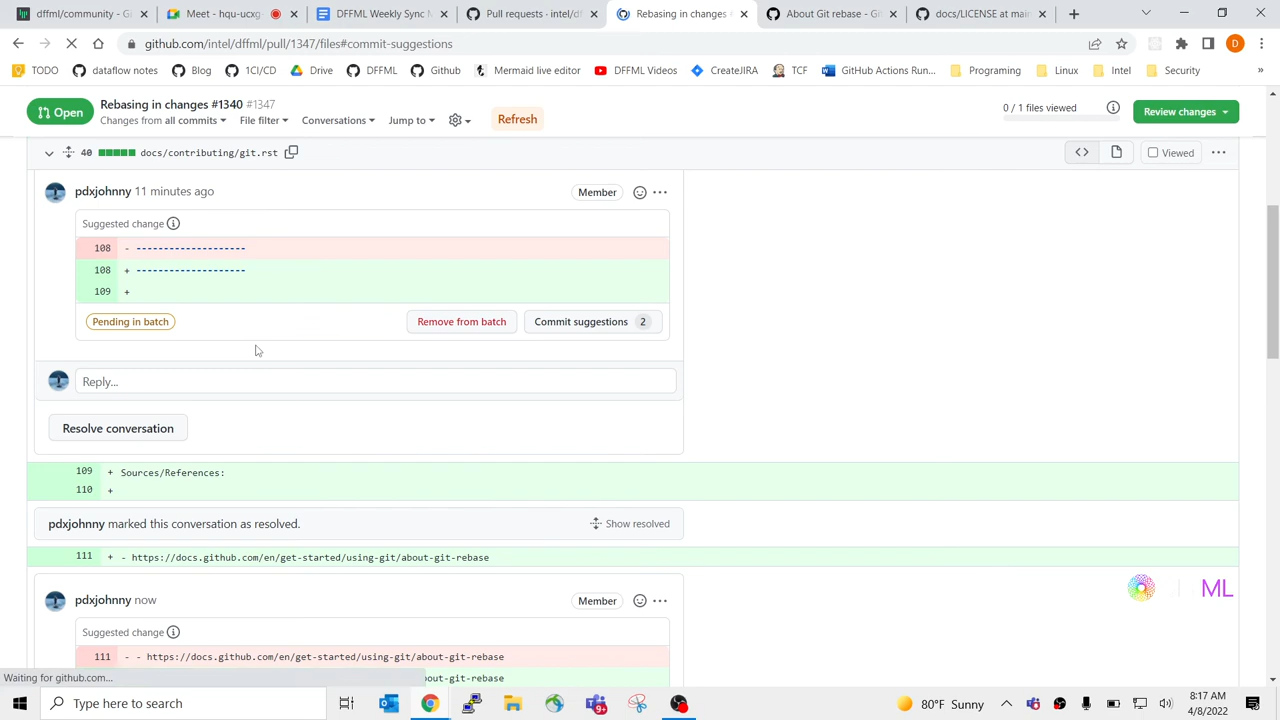 dffml/community:
Meet - hqu-ucxg
DFFML Weekly Sync M
Pull requests · intel/df
Rebasing in changes
About Git rebase · Git
docs/LICENSE at main
github.com/intel/dffml/pull/1347/files#commit-suggestions
D
TODO
dataflow notes
Blog
1CI/CD
Drive
DFFML
Github
Mermaid live editor
DFFML Videos
CreateJIRA
TCF
GitHub Actions Run...
Programing
Linux
Intel
Security
»
Open
Rebasing in changes #1340 #1347
Changes from all commits
File filter
Conversations
Jump to
Refresh
0 / 1 files viewed
Review changes
40
docs/contributing/git.rst
Viewed
pdxjohnny 11 minutes ago
Member
Suggested change
108 - --------------------
108 + --------------------
109 +
Pending in batch
Remove from batch
Commit suggestions 2
Reply...
Resolve conversation
109 + Sources/References:
110 +
pdxjohnny marked this conversation as resolved.
Show resolved
111 + - https://docs.github.com/en/get-started/using-git/about-git-rebase
pdxjohnny now
Member
ML
Suggested change
111 - - https://docs.github.com/en/get-started/using-git/about-git-rebase
Waiting for github.com...
bout-git-rebase
Type here to search
9+
80°F Sunny
8:17 AM
4/8/2022